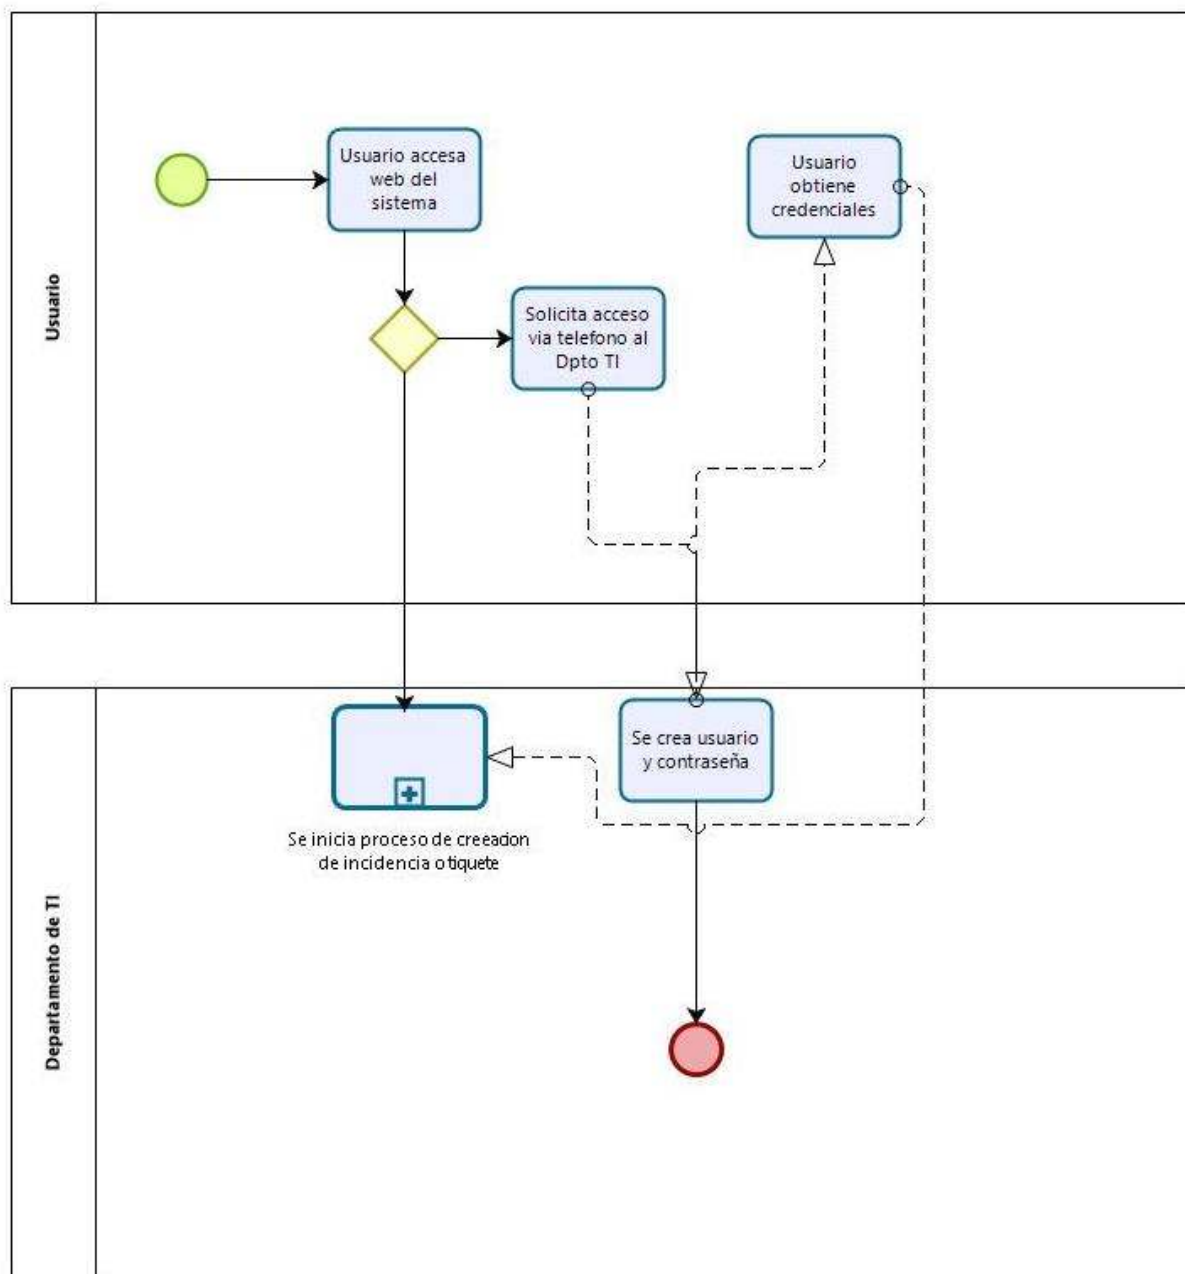 Usuario
Usuario accesa
web del
sistema
Usuario
obtiene
credenciales
Solicita acceso
via telefono al
Dpto TI
Departamento de TI
Se crea usuario
y contraseña
Se inicia proceso de creeacion
de incidencia o tiquete